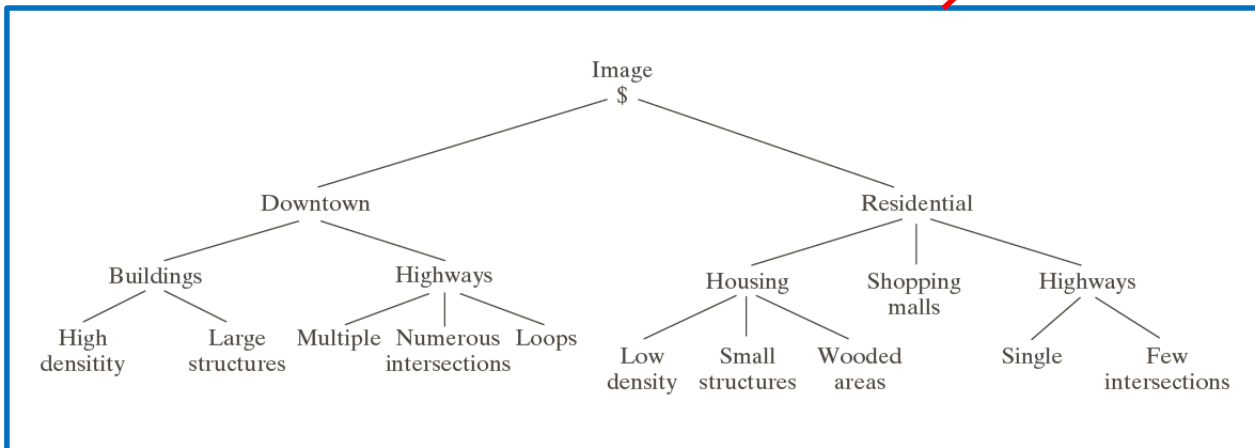 Image
$
Downtown
Residential
Buildings
Highways
Housing
Shopping
malls
Highways
High
densitity
Large
structures
Multiple
Numerous
intersections
Loops
Low
density
Small
structures
Wooded
areas
Single
Few
intersections